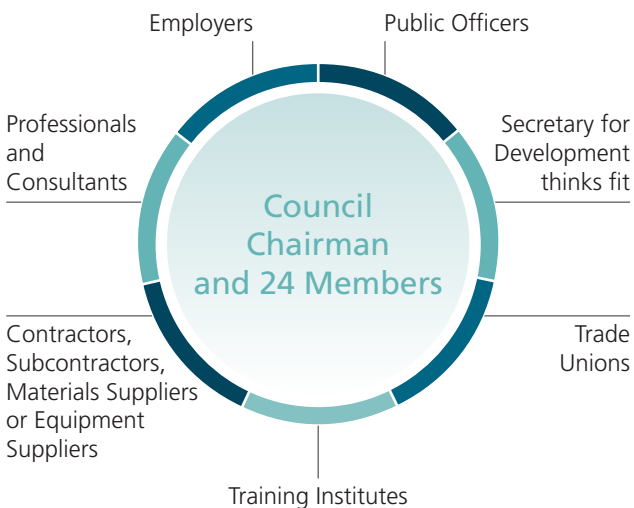 Employers
Public Officers
Professionals
and
Consultants
Secretary for
Development
thinks fit
Council
Chairman
and 24 Members
Contractors,
Subcontractors,
Materials Suppliers
or Equipment
Suppliers
Trade
Unions
Training Institutes